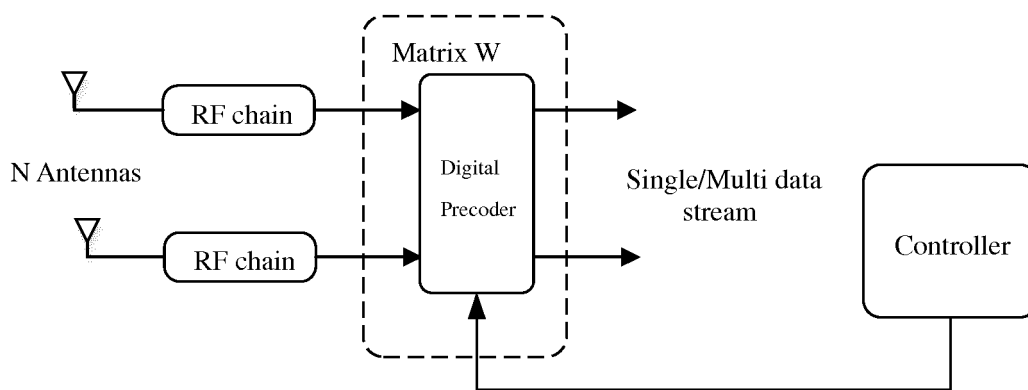 Matrix W
RF chain
N Antennas
Digital
Precoder
Single/Multi data
stream
Controller
RF chain